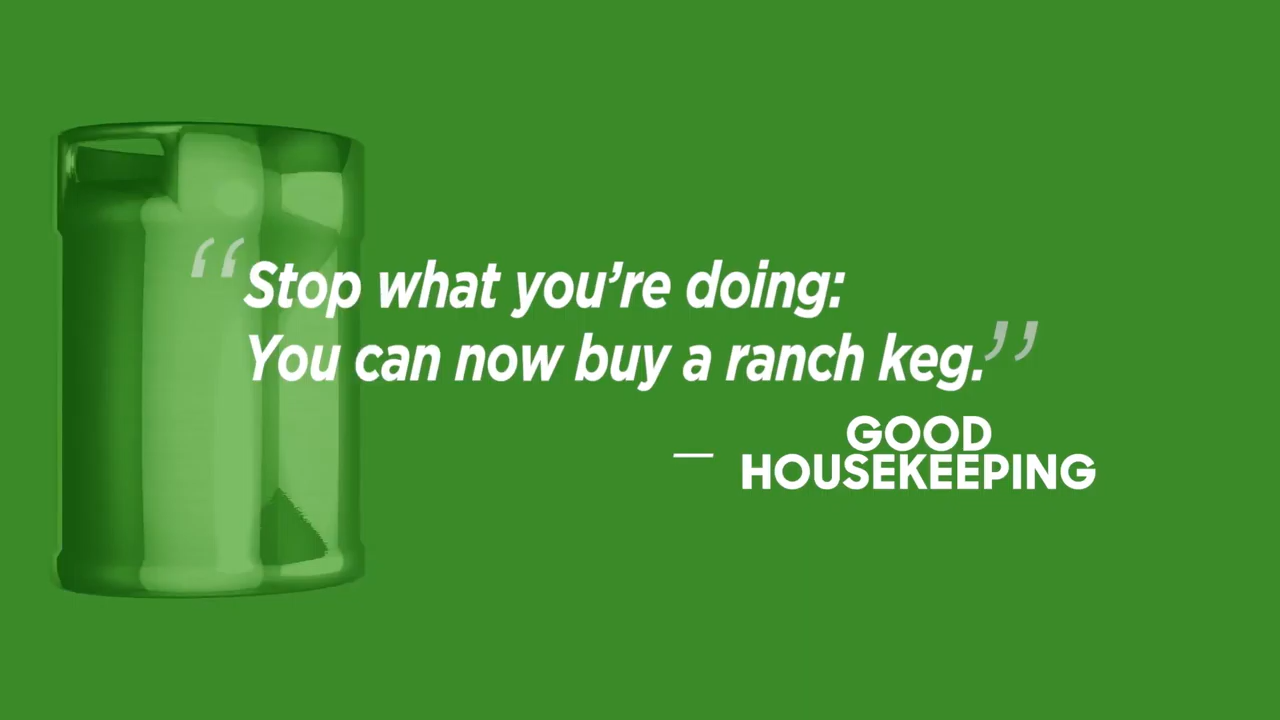 “Stop what you’re doing:
You can now buy a ranch keg.”
— GOOD
HOUSEKEEPING